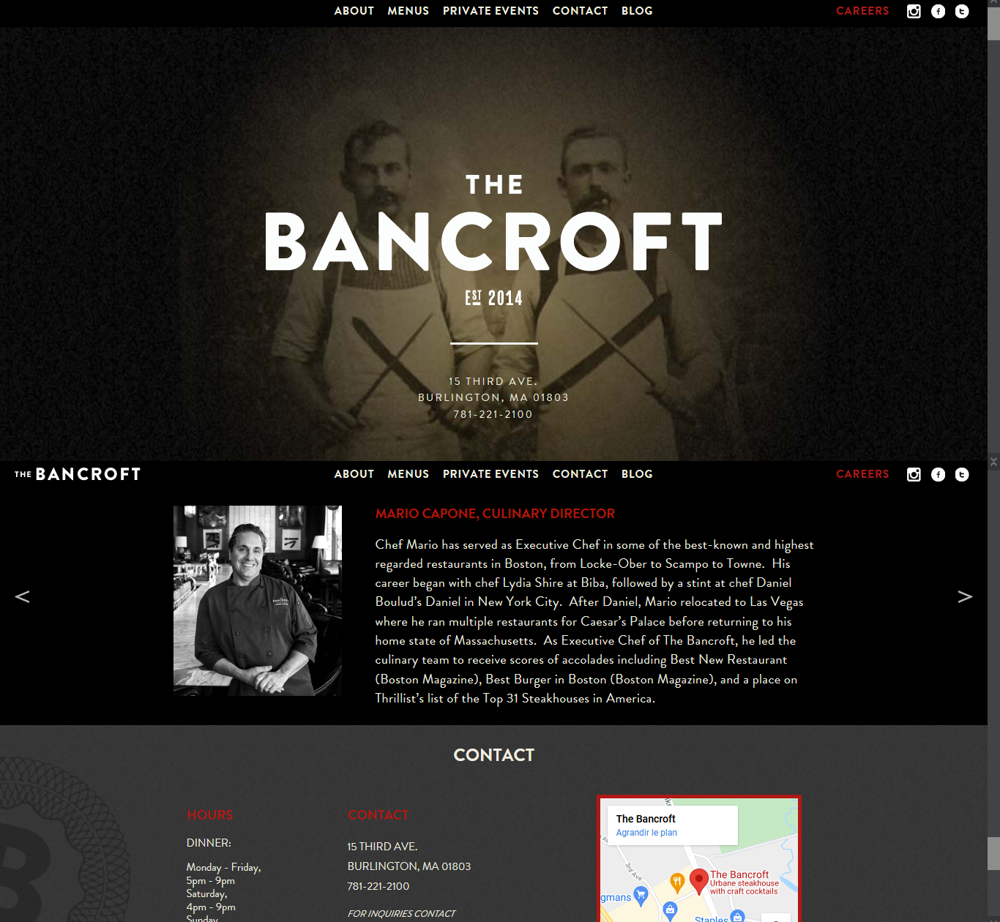 ABOUT MENUS PRIVATE EVENTS CONTACT BLOG CAREERS
THE
BANCROFT
EST 2014
15 THIRD AVE.
BURLINGTON, MA 01803
781-221-2100
THE BANCROFT ABOUT MENUS PRIVATE EVENTS CONTACT BLOG CAREERS
MARIO CAPONE, CULINARY DIRECTOR
Chef Mario has served as Executive Chef in some of the best-known and highest
regarded restaurants in Boston, from Locke-Ober to Scampo to Towne. His
career began with chef Lydia Shire at Biba, followed by a stint at chef Daniel
Boulud's Daniel in New York City. After Daniel, Mario relocated to Las Vegas
where he ran multiple restaurants for Caesar's Palace before returning to his
home state of Massachusetts. As Executive Chef of The Bancroft, he led the
culinary team to receive scores of accolades including Best New Restaurant
(Boston Magazine), Best Burger in Boston (Boston Magazine), and a place on
Thrillist's list of the Top 31 Steakhouses in America.
< >
CONTACT
HOURS
DINNER:
Monday - Friday,
5pm - 9pm
Saturday,
4pm - 9pm
Sunday
CONTACT
15 THIRD AVE.
BURLINGTON, MA 01803
781-221-2100
FOR INQUIRIES CONTACT
The Bancroft
Agrandir le plan
3rd Ave
The Bancroft
Urbane steakhouse
with craft cocktails
gmans
Staples